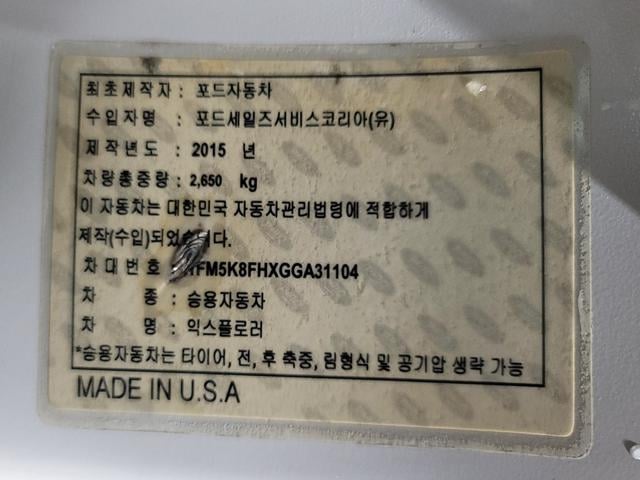 최초제작자 : 포드자동차
수입자명 : 포드세일즈서비스코리아(유)
제작년도 : 2015 년
차량총중량 : 2,650 kg
이 자동차는 대한민국 자동차관리법령에 적합하게
제작(수입)되었습니다.
차대번호 : 1FM5K8FHXGGA31104
차 종 : 승용자동차
차 명 : 익스플로러
*승용자동차는 타이어, 전, 후 축중, 림형식 및 공기압 생략 가능
MADE IN U.S.A